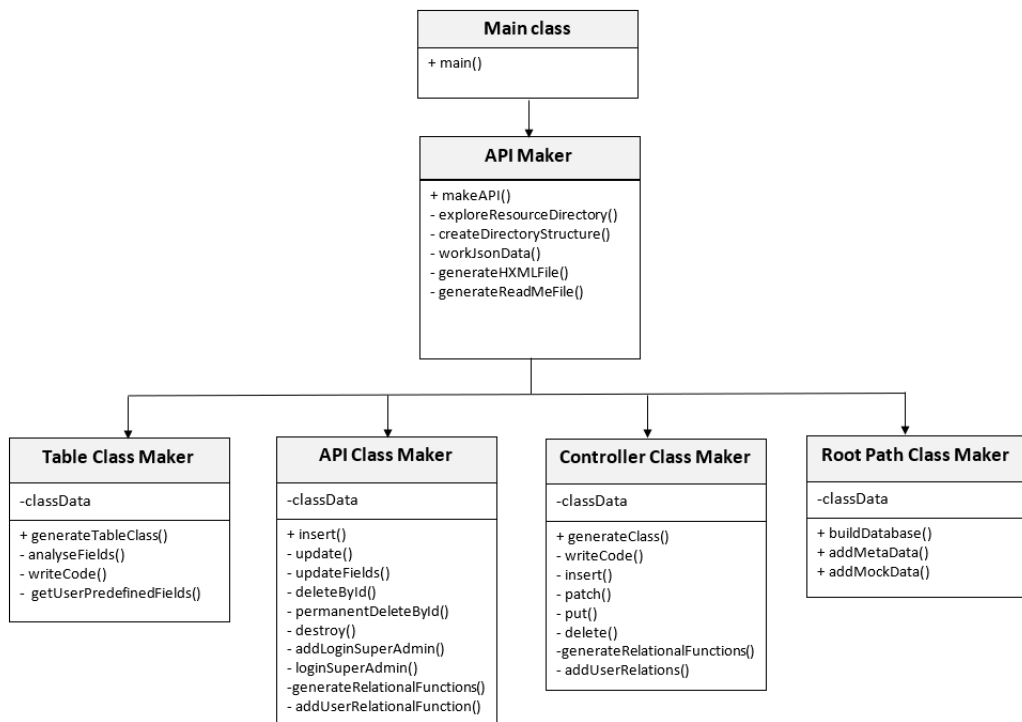 Main class
+ main()
API Maker
+ makeAPI()
- exploreResourceDirectory()
- createDirectoryStructure()
- workJsonData()
- generateHXMLFile()
- generateReadMeFile()
Table Class Maker
-classData
+ generateTableClass()
- analyseFields()
- writeCode()
- getUserPredefinedFields()
API Class Maker
-classData
+ insert()
- update()
- updateFields()
- deleteById()
- permanentDeleteById()
- destroy()
- addLoginSuperAdmin()
- loginSuperAdmin()
-generateRelationalFunctions()
- addUserRelationalFunction()
Controller Class Maker
-classData
+ generateClass()
- writeCode()
- insert()
- patch()
- put()
- delete()
-generateRelationalFunctions()
- addUserRelations()
Root Path Class Maker
-classData
+ buildDatabase()
+ addMetaData()
+ addMockData()